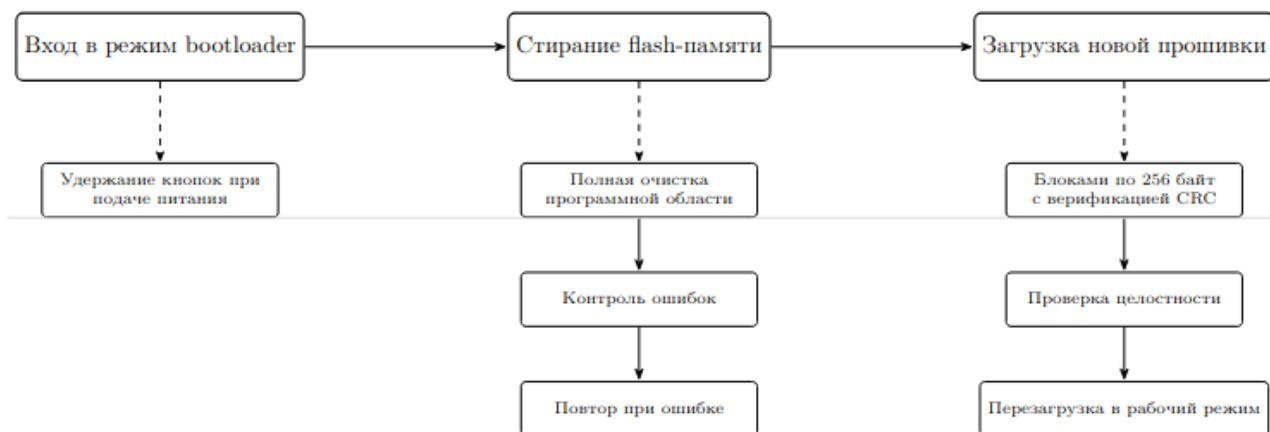 Вход в режим bootloader
Стирание flash-памяти
Загрузка новой прошивки
Удержание кнопок при
подаче питания
Полная очистка
программной области
Блоками по 256 байт
с верификацией CRC
Контроль ошибок
Проверка целостности
Повтор при ошибке
Перезагрузка в рабочий режим